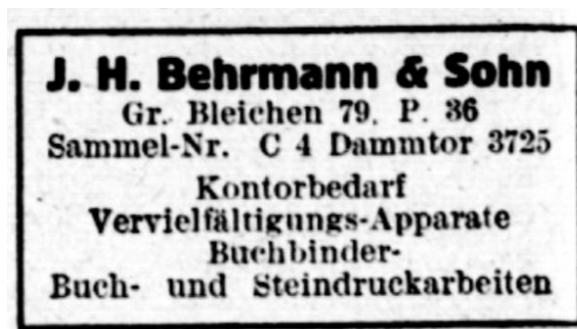 J. H. Behrmann & Sohn
Gr. Bleichen 79, P. 36
Sammel-Nr. C 4 Dammtor 3725
Kontorbedarf
Vervielfältigungs-Apparate
Buchbinder-
Buch- und Steindruckarbeiten